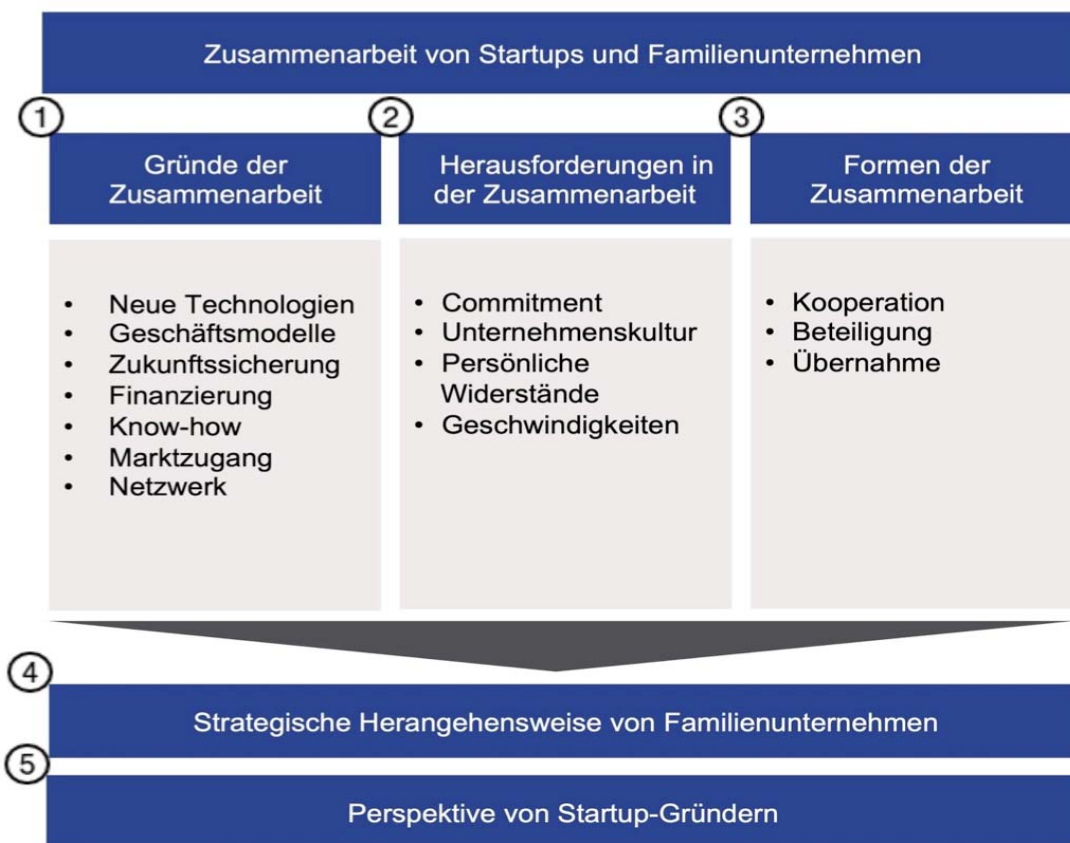 Zusammenarbeit von Startups und Familienunternehmen
1
Gründe der
Zusammenarbeit
• Neue Technologien
• Geschäftsmodelle
• Zukunftssicherung
• Finanzierung
• Know-how
• Marktzugang
• Netzwerk
2
Herausforderungen in
der Zusammenarbeit
• Commitment
• Unternehmenskultur
• Persönliche
Widerstände
• Geschwindigkeiten
3
Formen der
Zusammenarbeit
• Kooperation
• Beteiligung
• Übernahme
4
Strategische Herangehensweise von Familienunternehmen
5
Perspektive von Startup-Gründern